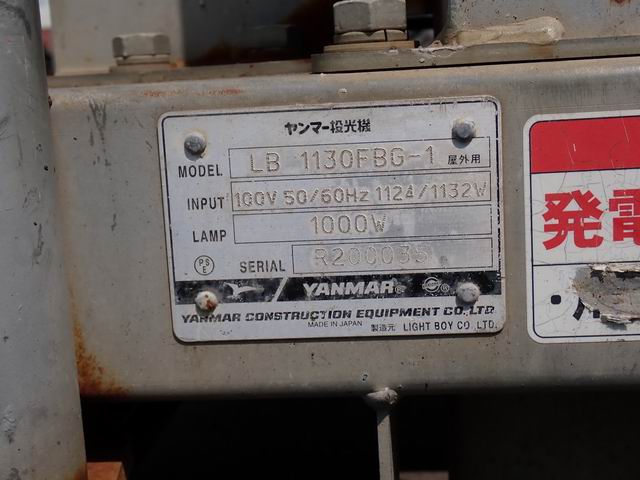 ヤンマー投光機
MODEL LB 1130FBG-1 屋外用
INPUT 100V 50/60Hz 1124/1132W
LAMP 1000W
PSE SERIAL R200035
YANMAR®
YANMAR CONSTRUCTION EQUIPMENT CO.,LTD
MADE IN JAPAN 製造元 LIGHT BOY CO.,LTD.
発電